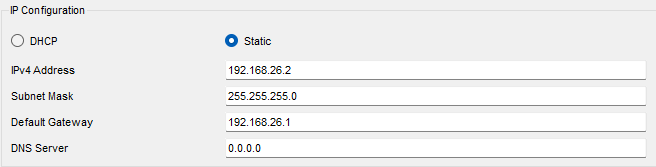 IP Configuration
DHCP Static
IPv4 Address 192.168.26.2
Subnet Mask 255.255.255.0
Default Gateway 192.168.26.1
DNS Server 0.0.0.0